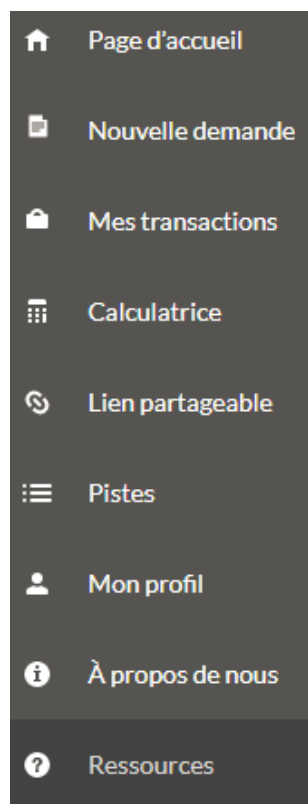 Page d'accueil
Nouvelle demande
Mes transactions
Calculatrice
Lien partageable
Pistes
Mon profil
À propos de nous
Ressources